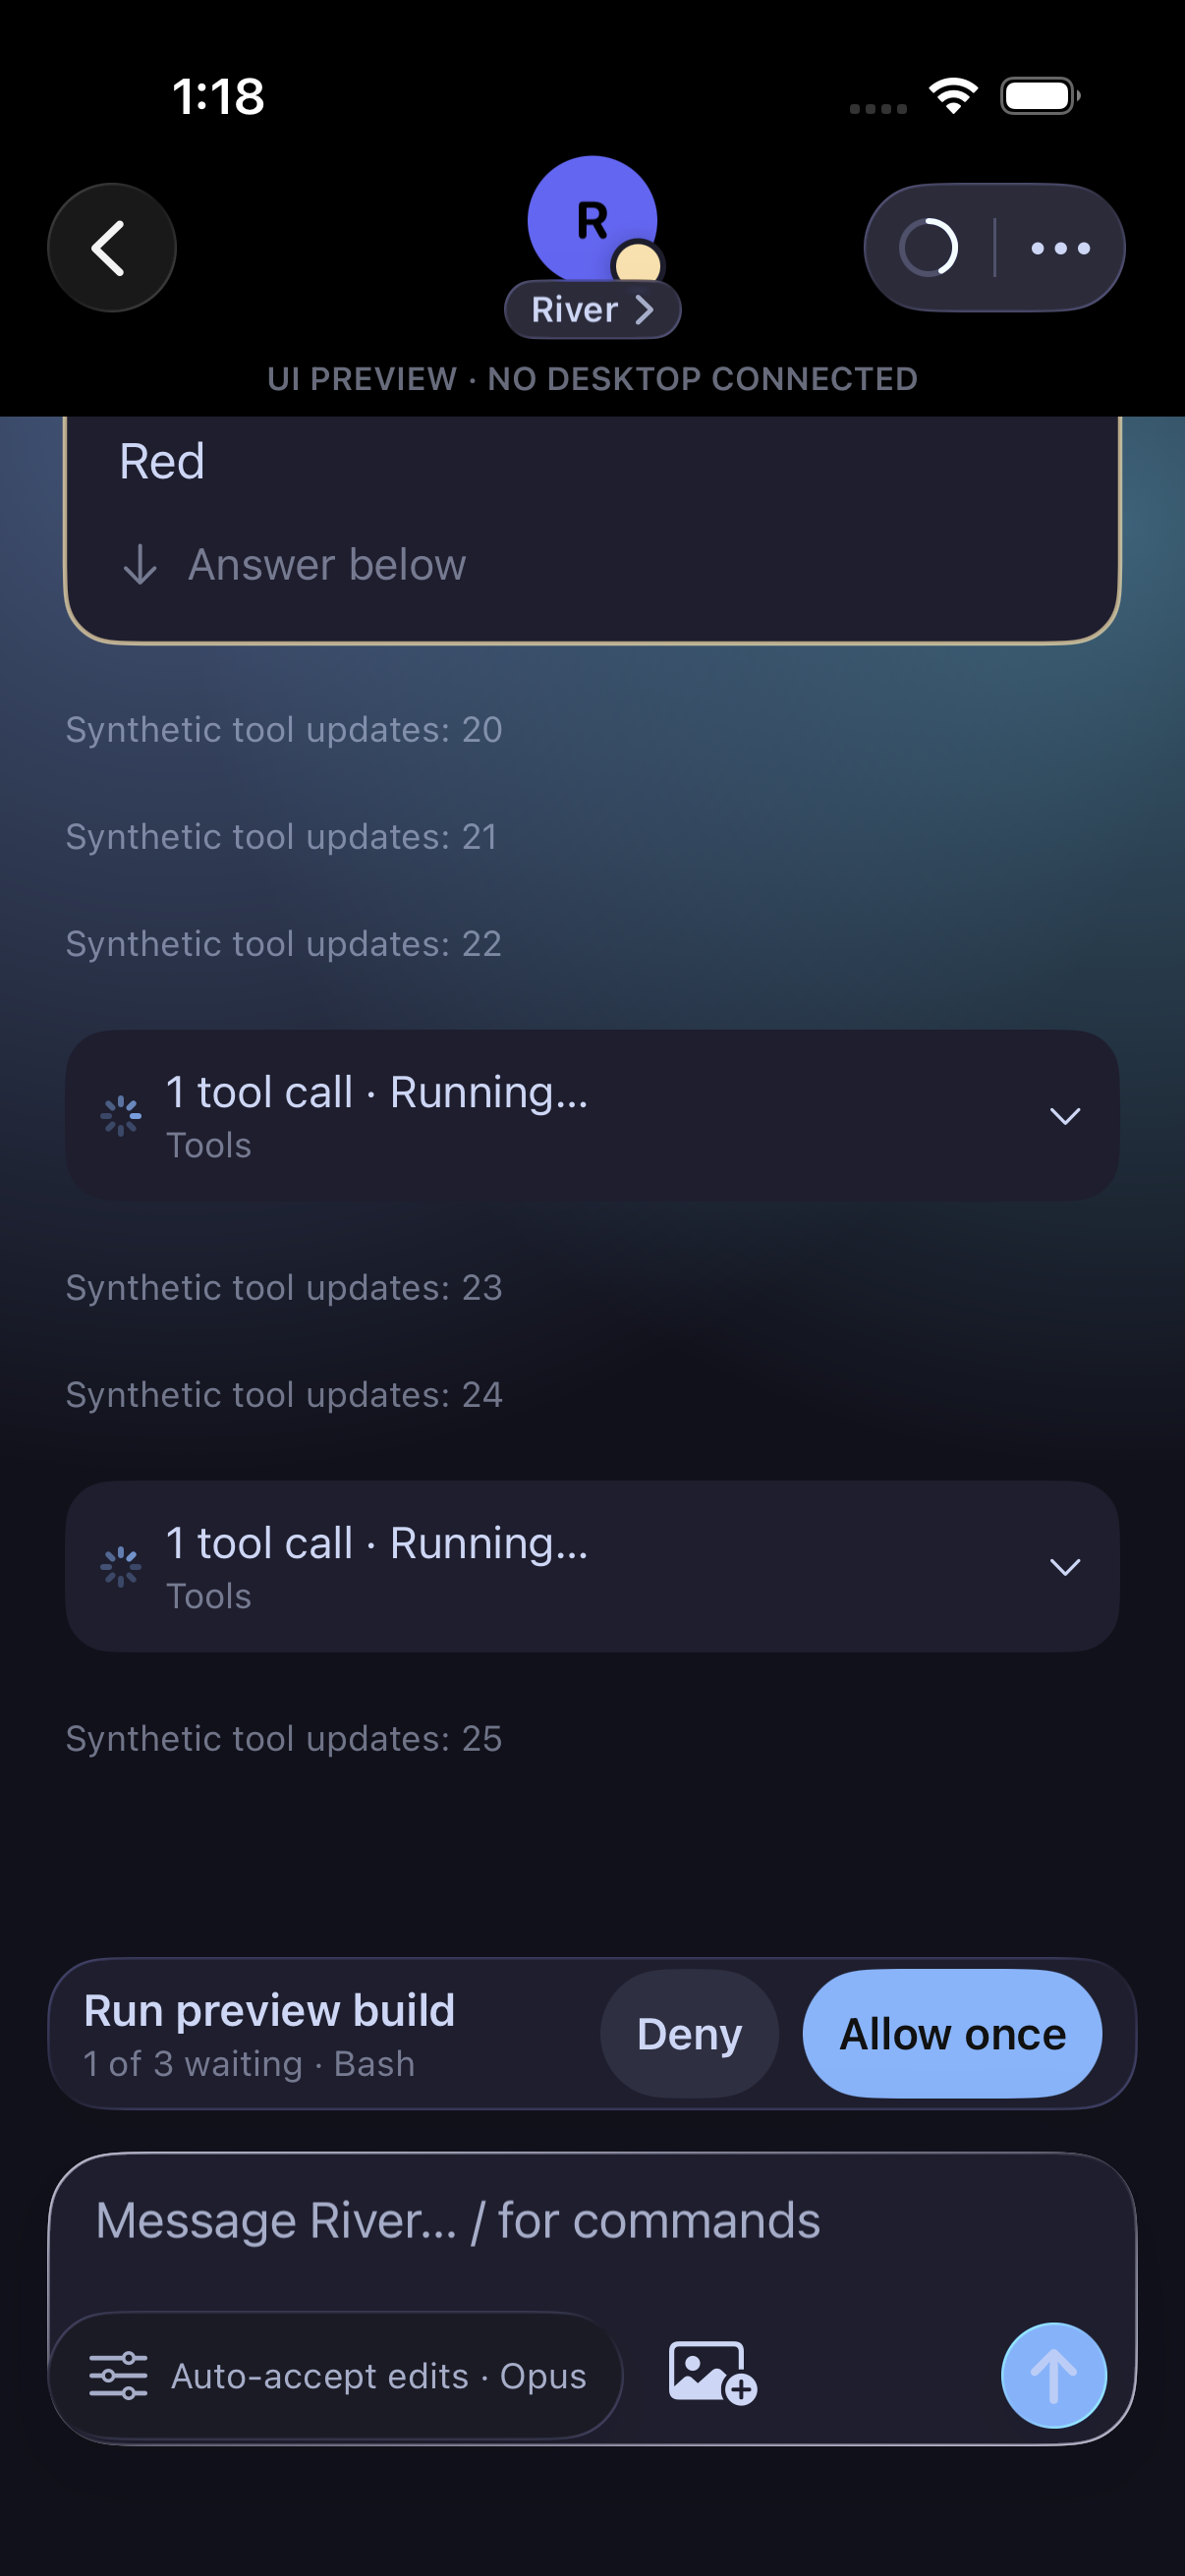 1:18
R
River
UI PREVIEW · NO DESKTOP CONNECTED
Red
Answer below
Synthetic tool updates: 20
Synthetic tool updates: 21
Synthetic tool updates: 22
1 tool call · Running...
Tools
Synthetic tool updates: 23
Synthetic tool updates: 24
1 tool call · Running...
Tools
Synthetic tool updates: 25
Run preview build
1 of 3 waiting · Bash
Deny
Allow once
Message River... / for commands
Auto-accept edits · Opus